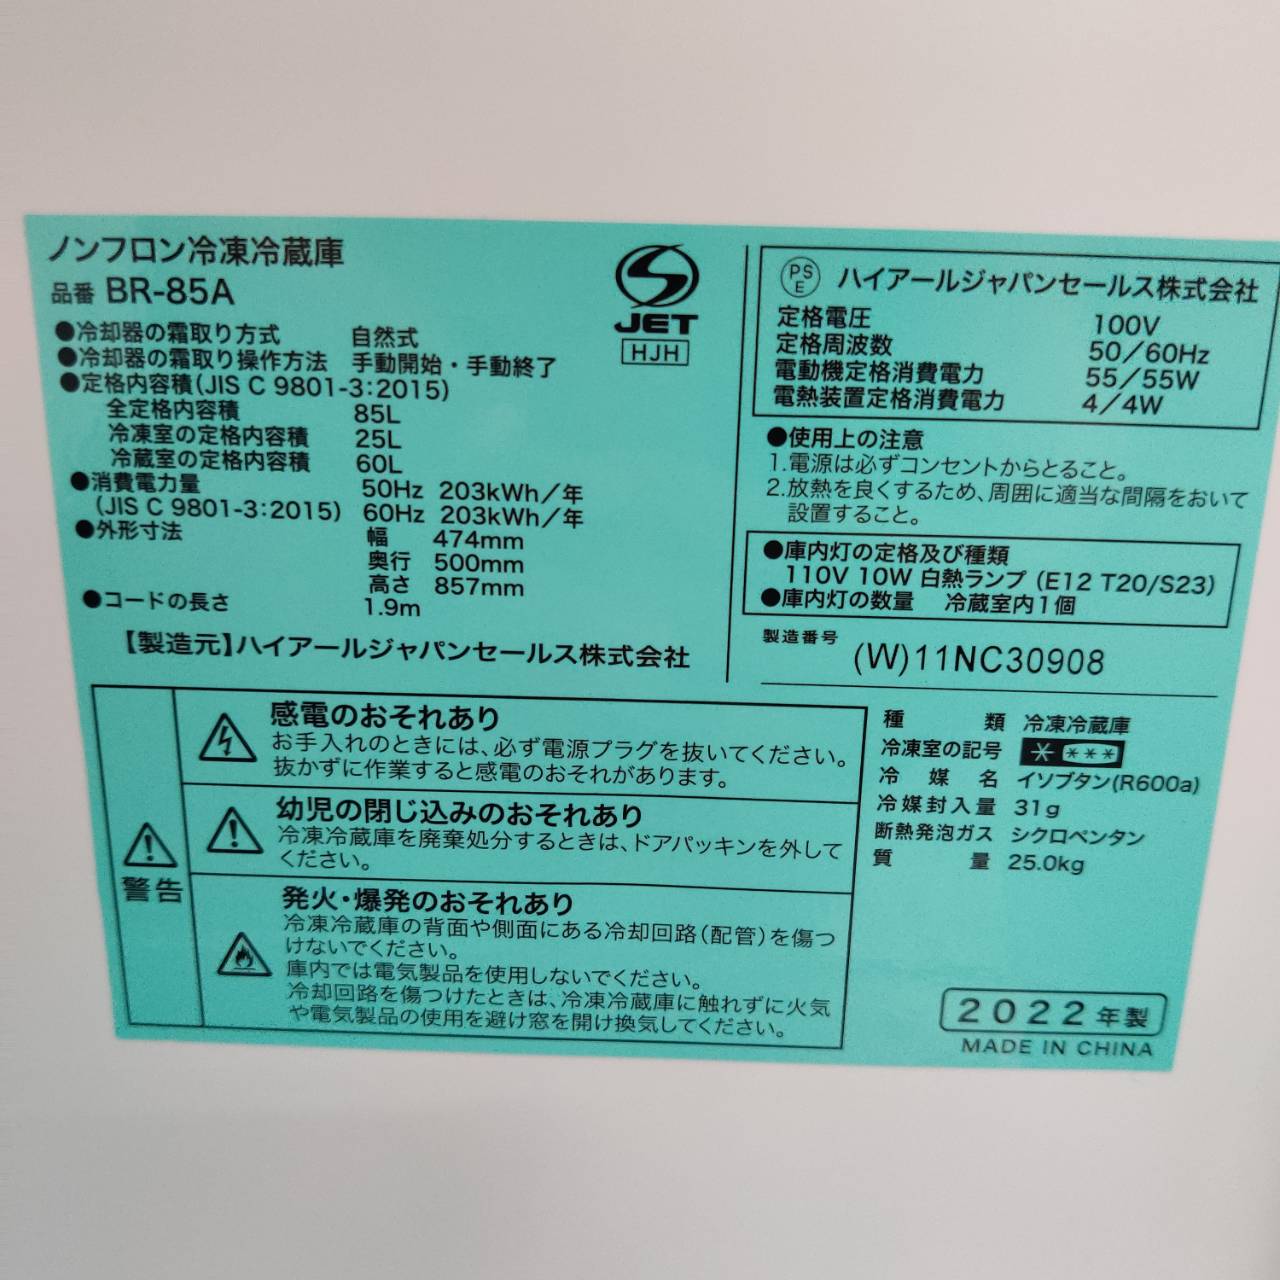 ノンフロン冷凍冷蔵庫
品番 BR-85A
●冷却器の霜取り方式 自然式
●冷却器の霜取り操作方法 手動開始・手動終了
●定格内容積(JIS C 9801-3:2015)
全定格内容積 85L
冷凍室の定格内容積 25L
冷蔵室の定格内容積 60L
●消費電力量 50Hz 203kWh/年
(JIS C 9801-3:2015) 60Hz 203kWh/年
●外形寸法 幅 474mm
奥行 500mm
高さ 857mm
●コードの長さ 1.9m
【製造元】ハイアールジャパンセールス株式会社
JET
HJH
PSE ハイアールジャパンセールス株式会社
定格電圧 100V
定格周波数 50/60Hz
電動機定格消費電力 55/55W
電熱装置定格消費電力 4/4W
●使用上の注意
1.電源は必ずコンセントからとること。
2.放熱を良くするため、周囲に適当な間隔をおいて
設置すること。
●庫内灯の定格及び種類
110V 10W 白熱ランプ (E12 T20/S23)
●庫内灯の数量 冷蔵室内1個
製造番号 (W)11NC30908
警告
感電のおそれあり
お手入れのときには、必ず電源プラグを抜いてください。
抜かずに作業すると感電のおそれがあります。
幼児の閉じ込みのおそれあり
冷凍冷蔵庫を廃棄処分するときは、ドアパッキンを外して
ください。
発火・爆発のおそれあり
冷凍冷蔵庫の背面や側面にある冷却回路(配管)を傷つ
けないでください。
庫内では電気製品を使用しないでください。
冷却回路を傷つけたときは、冷凍冷蔵庫に触れずに火気
や電気製品の使用を避け窓を開け換気してください。
種類 冷凍冷蔵庫
冷凍室の記号 * ***
冷媒名 イソブタン(R600a)
冷媒封入量 31g
断熱発泡ガス シクロペンタン
質量 25.0kg
2022年製
MADE IN CHINA